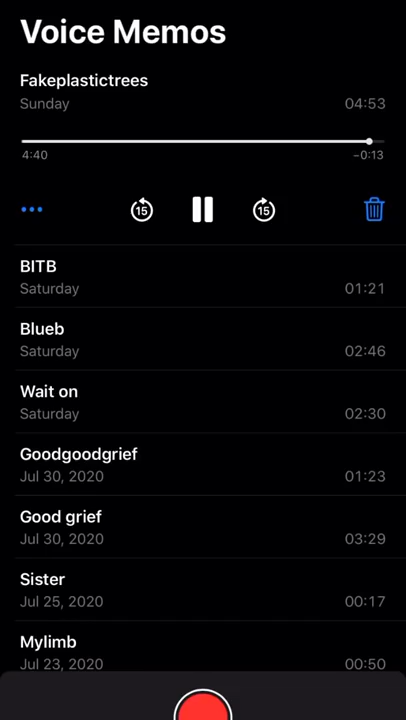 Voice Memos
Fakeplastictrees
Sunday 04:53
4:40 −0:13
15 15
BITB
Saturday 01:21
Blueb
Saturday 02:46
Wait on
Saturday 02:30
Goodgoodgrief
Jul 30, 2020 01:23
Good grief
Jul 30, 2020 03:29
Sister
Jul 25, 2020 00:17
Mylimb
Jul 23, 2020 00:50